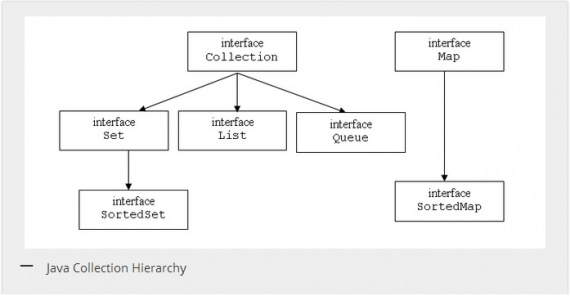 interface
Collection
interface
Map
interface
Set
interface
List
interface
Queue
interface
SortedSet
interface
SortedMap
— Java Collection Hierarchy